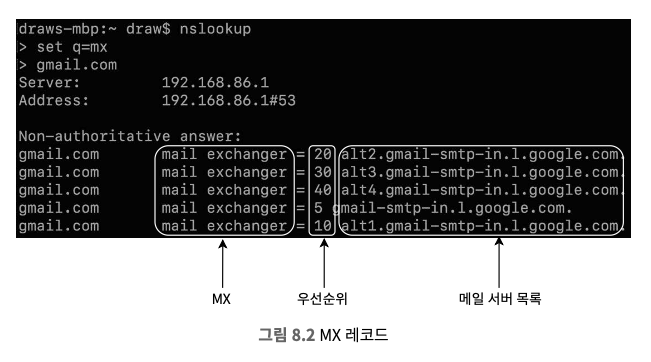 draws-mbp:~ draw$ nslookup
> set q=mx
> gmail.com
Server: 192.168.86.1
Address: 192.168.86.1#53
Non-authoritative answer:
gmail.com mail exchanger = 20 alt2.gmail-smtp-in.l.google.com.
gmail.com mail exchanger = 30 alt3.gmail-smtp-in.l.google.com.
gmail.com mail exchanger = 40 alt4.gmail-smtp-in.l.google.com.
gmail.com mail exchanger = 5 gmail-smtp-in.l.google.com.
gmail.com mail exchanger = 10 alt1.gmail-smtp-in.l.google.com.
MX 우선순위 메일 서버 목록
그림 8.2 MX 레코드